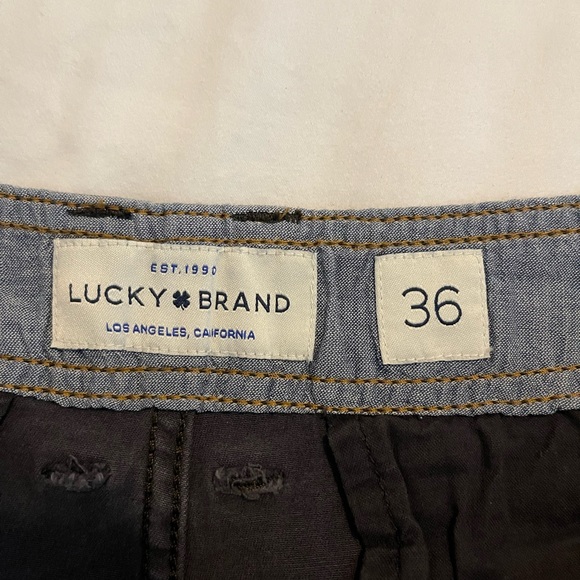 EST. 1990
LUCKY BRAND
LOS ANGELES, CALIFORNIA
36